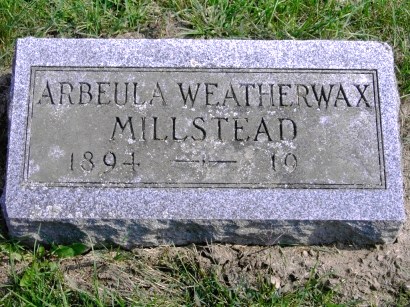 ARBEULA WEATHERWAX
MILLSTEAD
1894 — 19